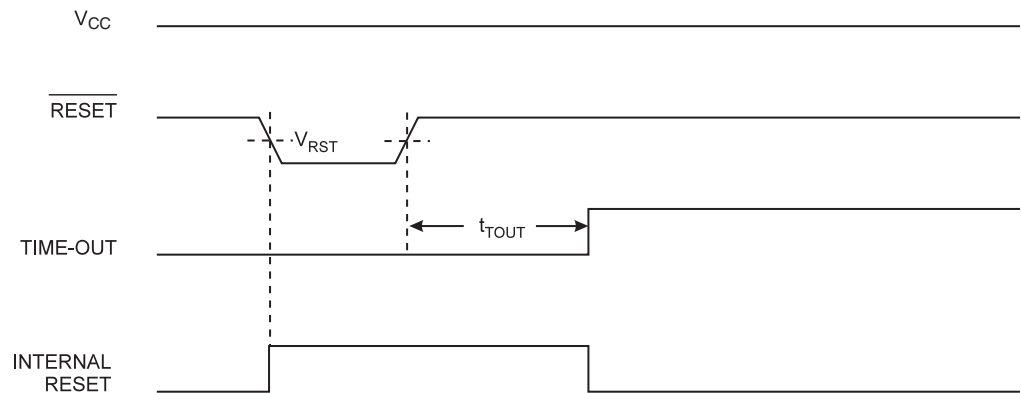 VCC
RESET
VRST
tTOUT
TIME-OUT
INTERNAL
RESET